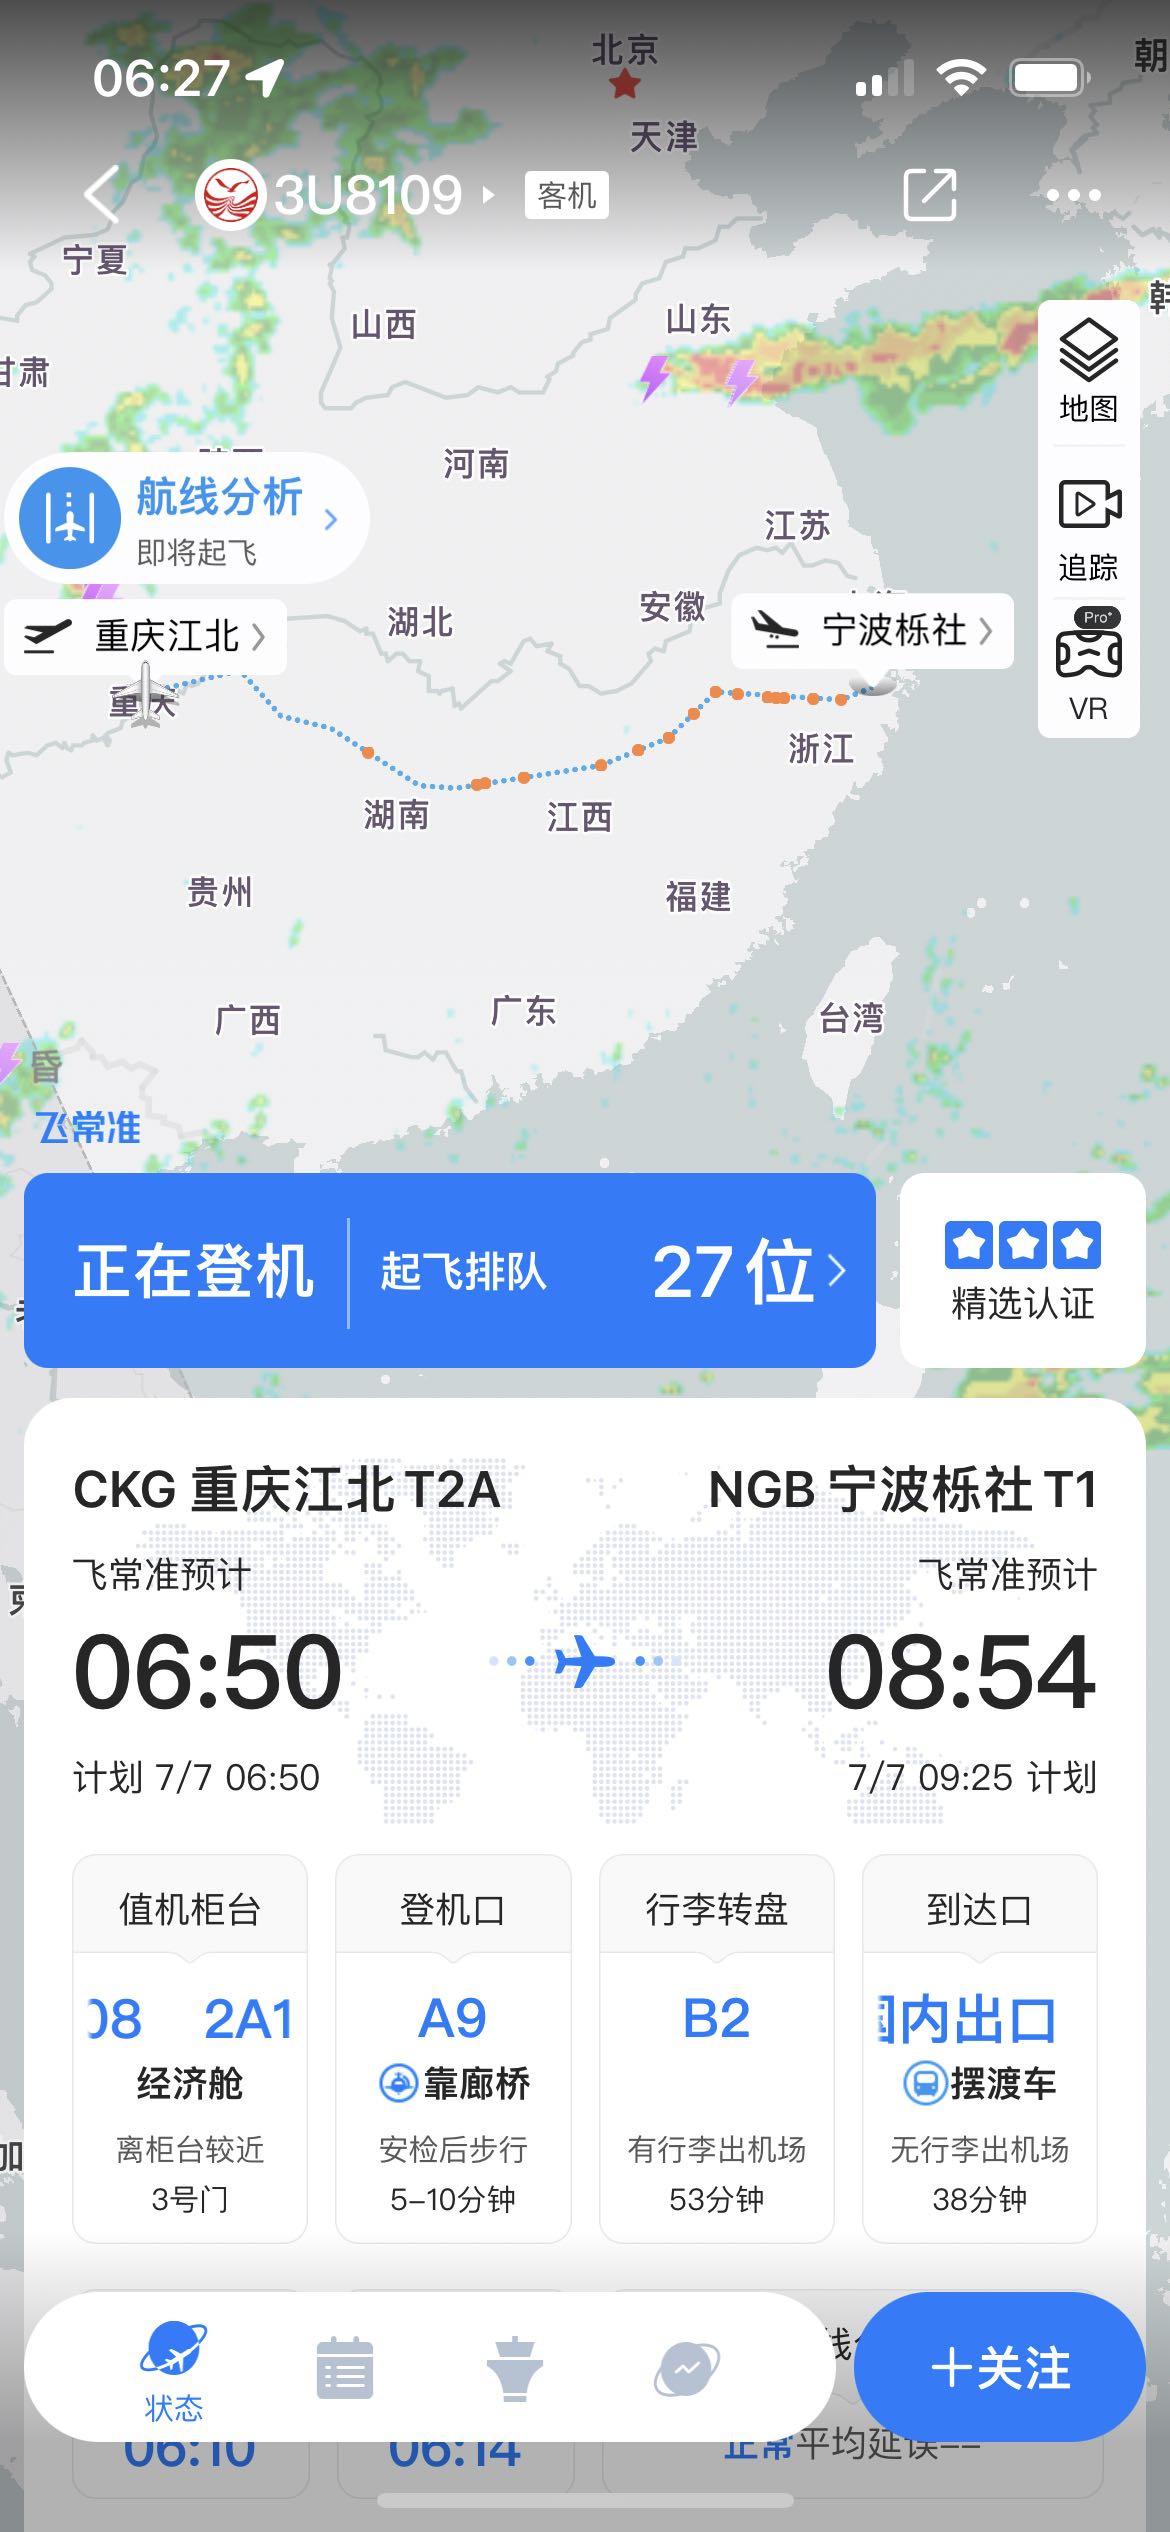 北京
06:27
朝
天津
3U8109
客机
宁夏
韩
山西
山东
甘肃
地图
河南
航线分析
即将起飞
江苏
追踪
安徽
湖北
Pro+
重庆江北
宁波栎社
重庆
VR
浙江
湖南
江西
贵州
福建
广西
广东
台湾
昏
飞常准
正在登机
起飞排队
27位
精选认证
CKG 重庆江北 T2A
NGB 宁波栎社 T1
飞常准预计
飞常准预计
06:50
08:54
计划 7/7 06:50
7/7 09:25 计划
值机柜台
登机口
行李转盘
到达口
08 2A1
A9
B2
国内出口
经济舱
靠廊桥
摆渡车
离柜台较近
安检后步行
有行李出机场
无行李出机场
3号门
5-10分钟
53分钟
38分钟
线
+关注
状态
06:10
06:14
正常平均延误--
加